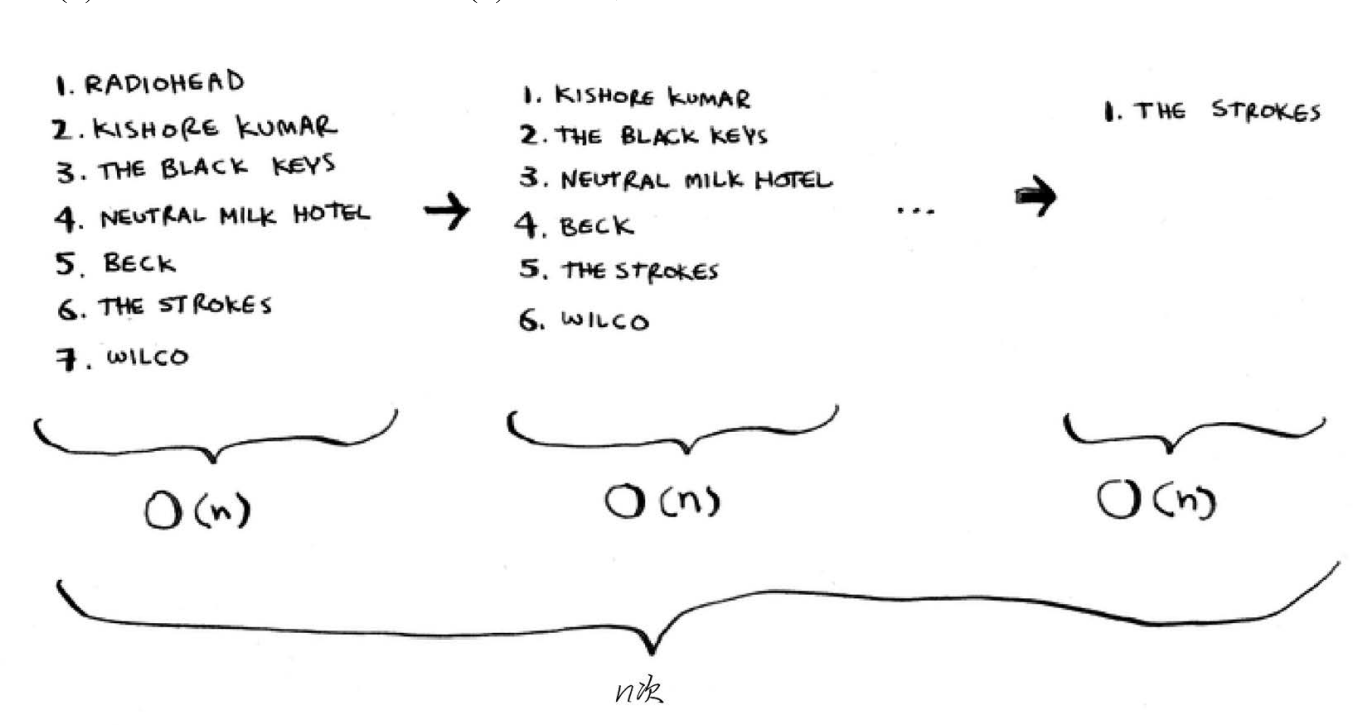 1. RADIOHEAD
2. KISHORE KUMAR
3. THE BLACK KEYS
4. NEUTRAL MILK HOTEL
5. BECK
6. THE STROKES
7. WILCO
1. KISHORE KUMAR
2. THE BLACK KEYS
3. NEUTRAL MILK HOTEL
4. BECK
5. THE STROKES
6. WILCO
...
1. THE STROKES
O(n)
O(n)
O(n)
n次